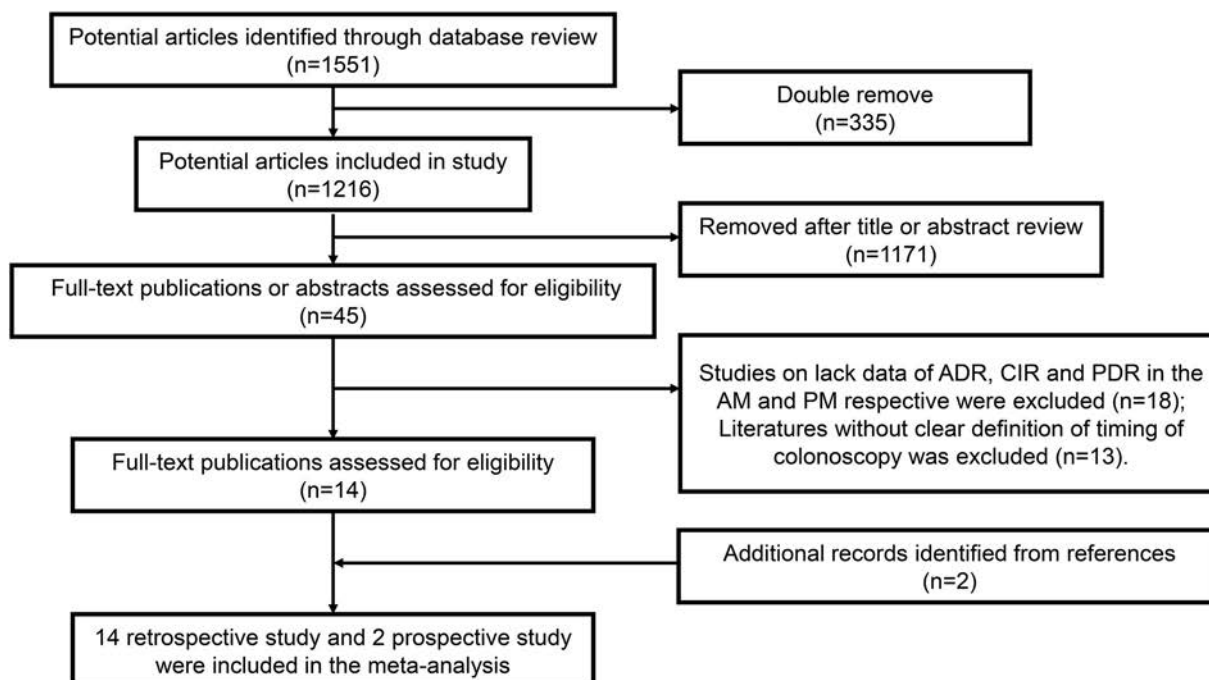 Potential articles identified through database review
(n=1551)
Double remove
(n=335)
Potential articles included in study
(n=1216)
Removed after title or abstract review
(n=1171)
Full-text publications or abstracts assessed for eligibility
(n=45)
Studies on lack data of ADR, CIR and PDR in the
AM and PM respective were excluded (n=18);
Literatures without clear definition of timing of
colonoscopy was excluded (n=13).
Full-text publications assessed for eligibility
(n=14)
Additional records identified from references
(n=2)
14 retrospective study and 2 prospective study
were included in the meta-analysis